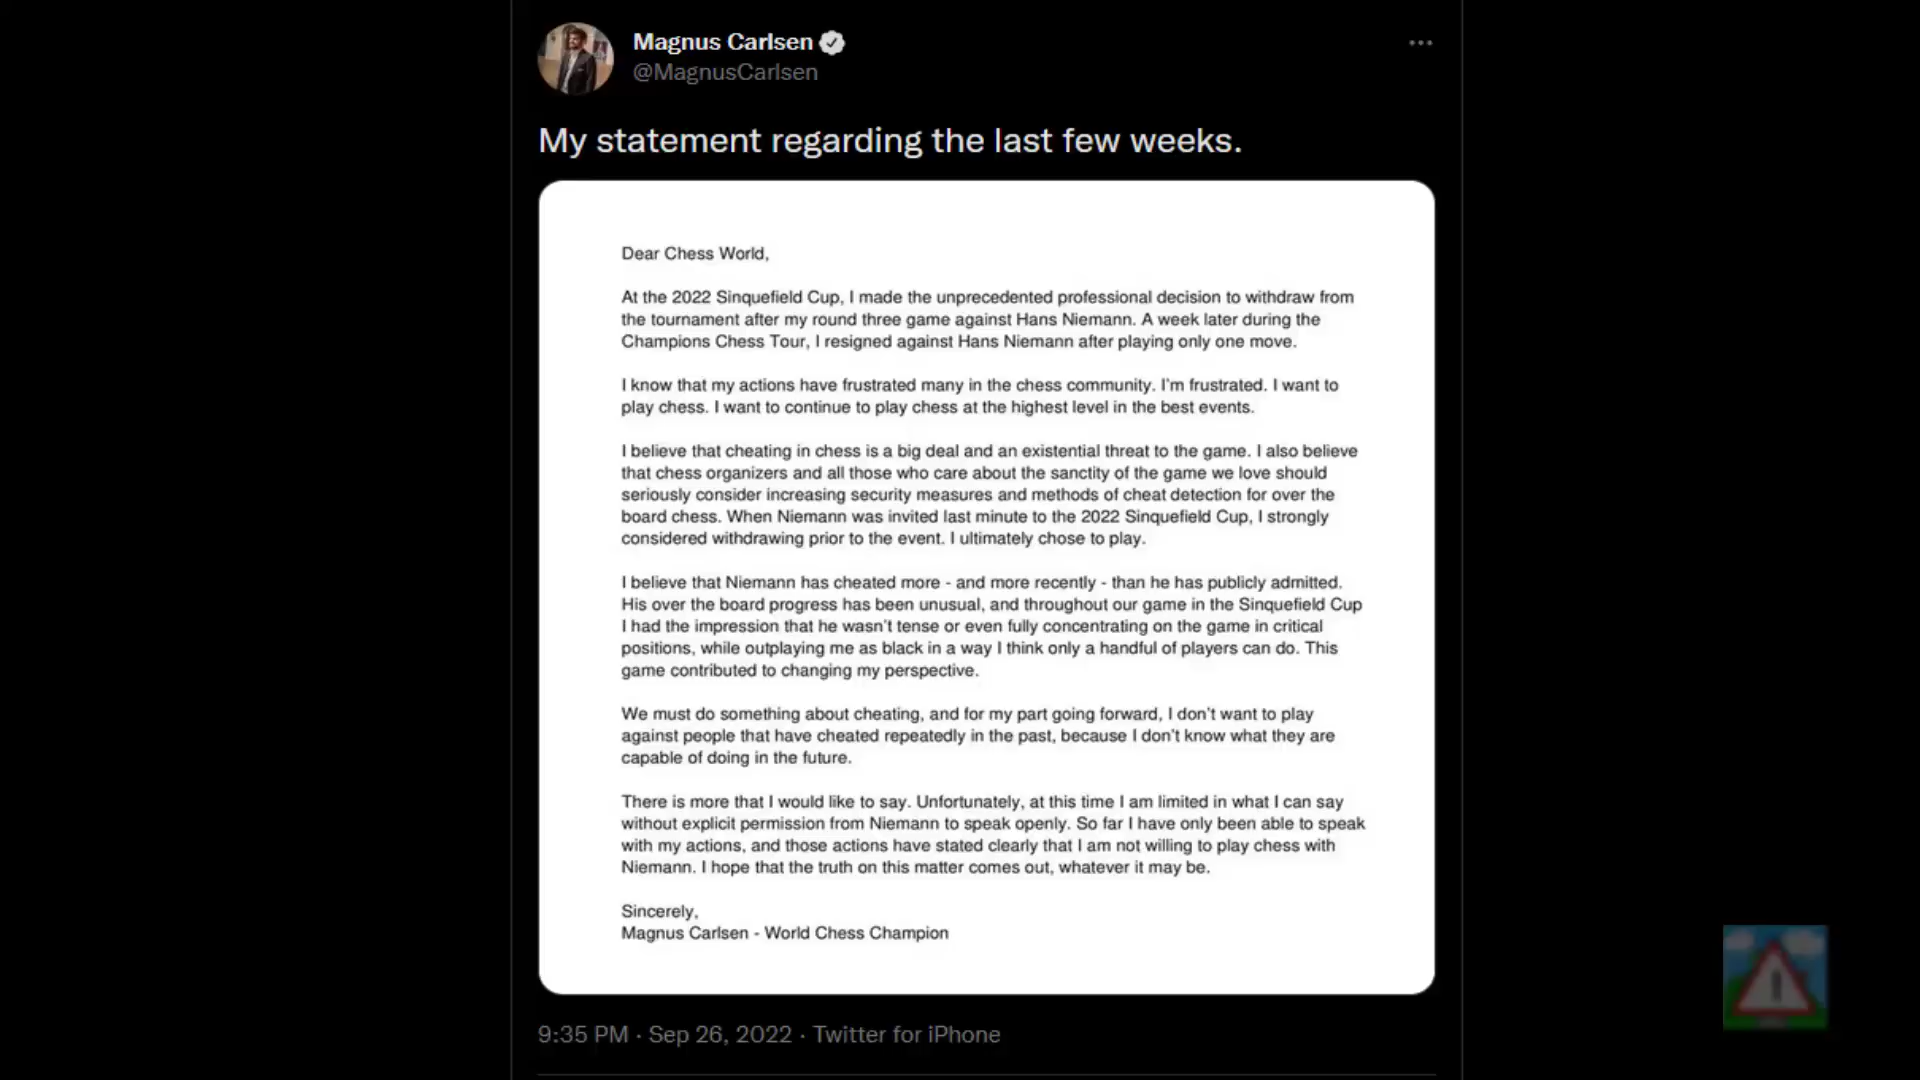 Magnus Carlsen
@MagnusCarlsen
My statement regarding the last few weeks.
Dear Chess World,
At the 2022 Sinquefield Cup, I made the unprecedented professional decision to withdraw from
the tournament after my round three game against Hans Niemann. A week later during the
Champions Chess Tour, I resigned against Hans Niemann after playing only one move.
I know that my actions have frustrated many in the chess community. I'm frustrated. I want to
play chess. I want to continue to play chess at the highest level in the best events.
I believe that cheating in chess is a big deal and an existential threat to the game. I also believe
that chess organizers and all those who care about the sanctity of the game we love should
seriously consider increasing security measures and methods of cheat detection for over the
board chess. When Niemann was invited last minute to the 2022 Sinquefield Cup, I strongly
considered withdrawing prior to the event. I ultimately chose to play.
I believe that Niemann has cheated more - and more recently - than he has publicly admitted.
His over the board progress has been unusual, and throughout our game in the Sinquefield Cup
I had the impression that he wasn't tense or even fully concentrating on the game in critical
positions, while outplaying me as black in a way I think only a handful of players can do. This
game contributed to changing my perspective.
We must do something about cheating, and for my part going forward, I don't want to play
against people that have cheated repeatedly in the past, because I don't know what they are
capable of doing in the future.
There is more that I would like to say. Unfortunately, at this time I am limited in what I can say
without explicit permission from Niemann to speak openly. So far I have only been able to speak
with my actions, and those actions have stated clearly that I am not willing to play chess with
Niemann. I hope that the truth on this matter comes out, whatever it may be.
Sincerely,
Magnus Carlsen - World Chess Champion
9:35 PM · Sep 26, 2022 · Twitter for iPhone